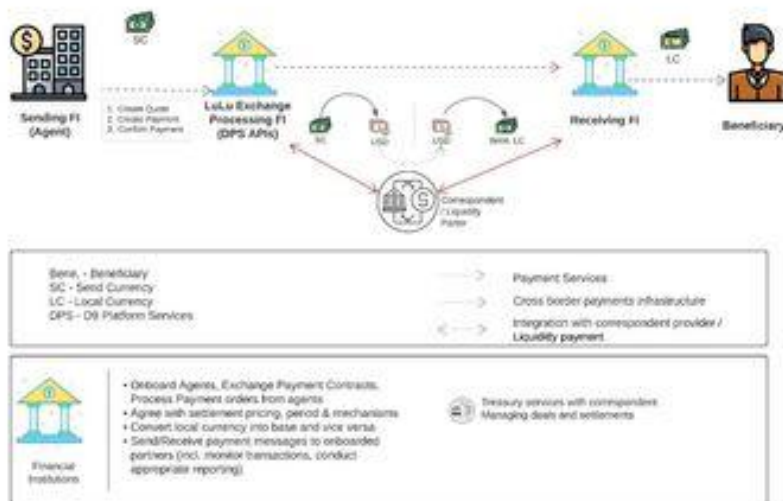 SC
LC
1. Create Quote
2. Create Payment
3. Confirm Payment
Sending FI
(Agent)
LuLu Exchange
Processing FI
(DPS APIs)
Receiving FI
Beneficiary
SC
USD
USD
Bene. LC
Correspondent
/ Liquidity
Bene. - Beneficiary
SC - Send Currency
LC - Local Currency
DPS - D9 Platform Services
Payment Services
Cross border payments infrastructure
Integration with correspondent provider /
Liquidity payment
• Onboard Agents, Exchange Payment Contracts,
Process Payment orders from agents
• Agree with settlement pricing, period & mechanisms
• Convert local currency into base and vice versa
• Send/Receive payment messages to onboarded
partners (incl. monitor transactions, conduct
appropriate reporting)
Financial
Institutions
Treasury services with correspondent
Managing deals and settlements